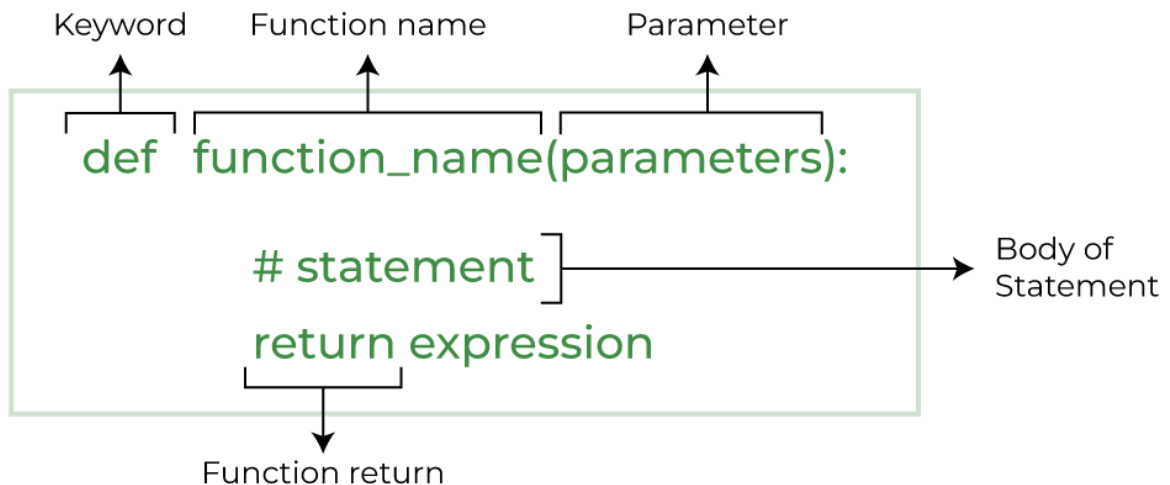 Keyword
Function name
Parameter
def function_name(parameters):
# statement
Body of
Statement
return expression
Function return